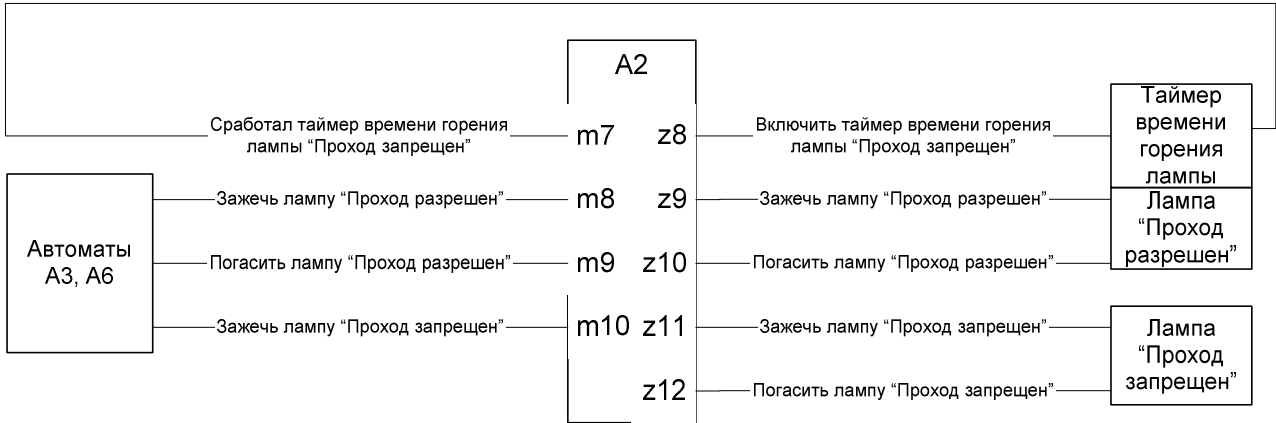 А2
Сработал таймер времени горения
лампы “Проход запрещен”
m7
z8
Включить таймер времени горения
лампы “Проход запрещен”
Таймер
времени
горения
лампы
Автоматы
А3, А6
Зажечь лампу “Проход разрешен”
m8
z9
Зажечь лампу “Проход разрешен”
Лампа
“Проход
разрешен”
Погасить лампу “Проход разрешен”
m9
z10
Погасить лампу “Проход разрешен”
Зажечь лампу “Проход запрещен”
m10
z11
Зажечь лампу “Проход запрещен”
Лампа
“Проход
запрещен”
z12
Погасить лампу “Проход запрещен”